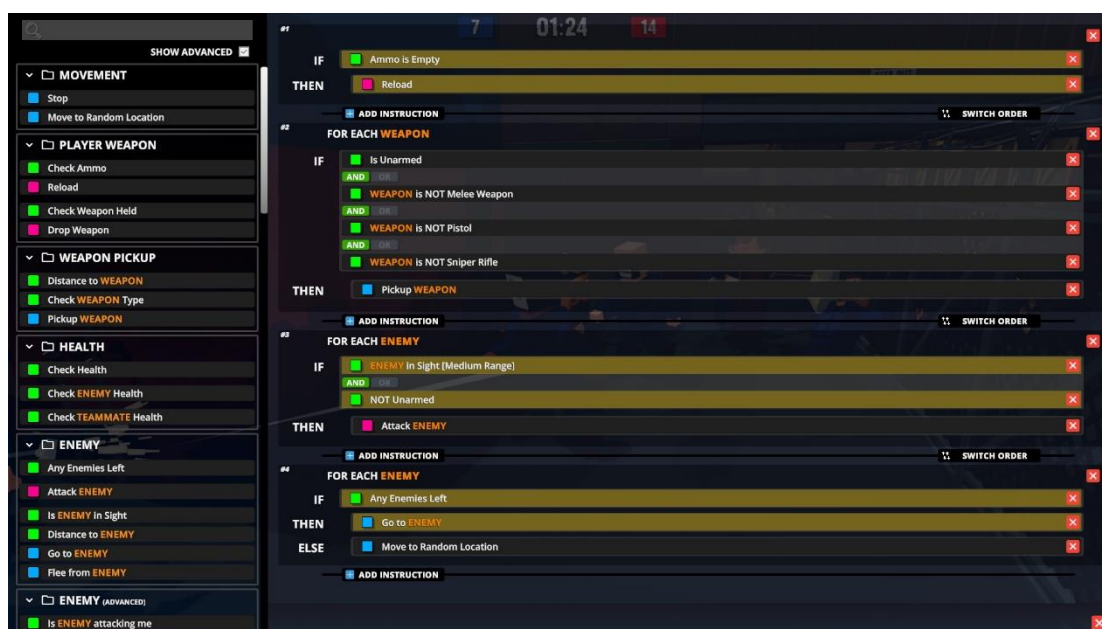 7 01:24 14
SHOW ADVANCED
MOVEMENT
Stop
Move to Random Location
PLAYER WEAPON
Check Ammo
Reload
Check Weapon Held
Drop Weapon
WEAPON PICKUP
Distance to WEAPON
Check WEAPON Type
Pickup WEAPON
HEALTH
Check Health
Check ENEMY Health
Check TEAMMATE Health
ENEMY
Any Enemies Left
Attack ENEMY
Is ENEMY in Sight
Distance to ENEMY
Go to ENEMY
Flee from ENEMY
ENEMY (ADVANCED)
Is ENEMY attacking me
#1
IF Ammo is Empty
THEN Reload
ADD INSTRUCTION SWITCH ORDER
#2
FOR EACH WEAPON
IF Is Unarmed
AND OR
WEAPON is NOT Melee Weapon
AND OR
WEAPON is NOT Pistol
AND OR
WEAPON is NOT Sniper Rifle
THEN Pickup WEAPON
ADD INSTRUCTION SWITCH ORDER
#3
FOR EACH ENEMY
IF ENEMY in Sight [Medium Range]
AND OR
NOT Unarmed
THEN Attack ENEMY
ADD INSTRUCTION SWITCH ORDER
#4
FOR EACH ENEMY
IF Any Enemies Left
THEN Go to ENEMY
ELSE Move to Random Location
ADD INSTRUCTION